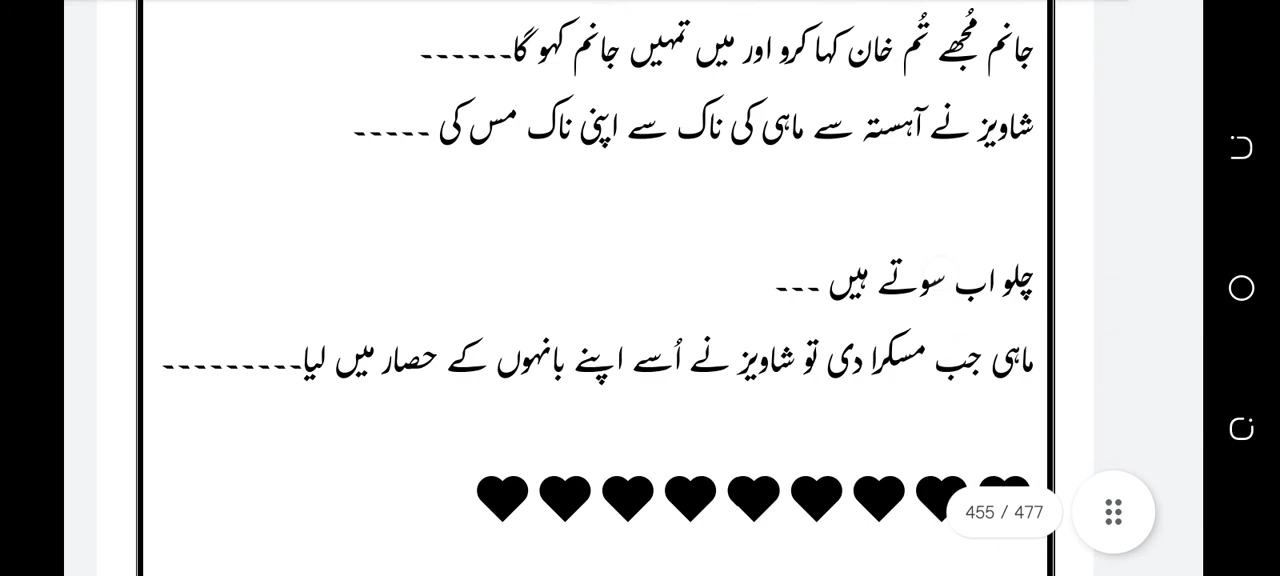 جانم مُجھے تُم خان کہا کرو اور میں تمہیں جانم کہو گا------
شاویز نے آہستہ سے ماہی کی ناک سے اپنی ناک مس کی -----
چلو اب سوتے ہیں ---
ماہی جب مسکرا دی تو شاویز نے اُسے اپنے بانہوں کے حصار میں لیا---------
455 / 477